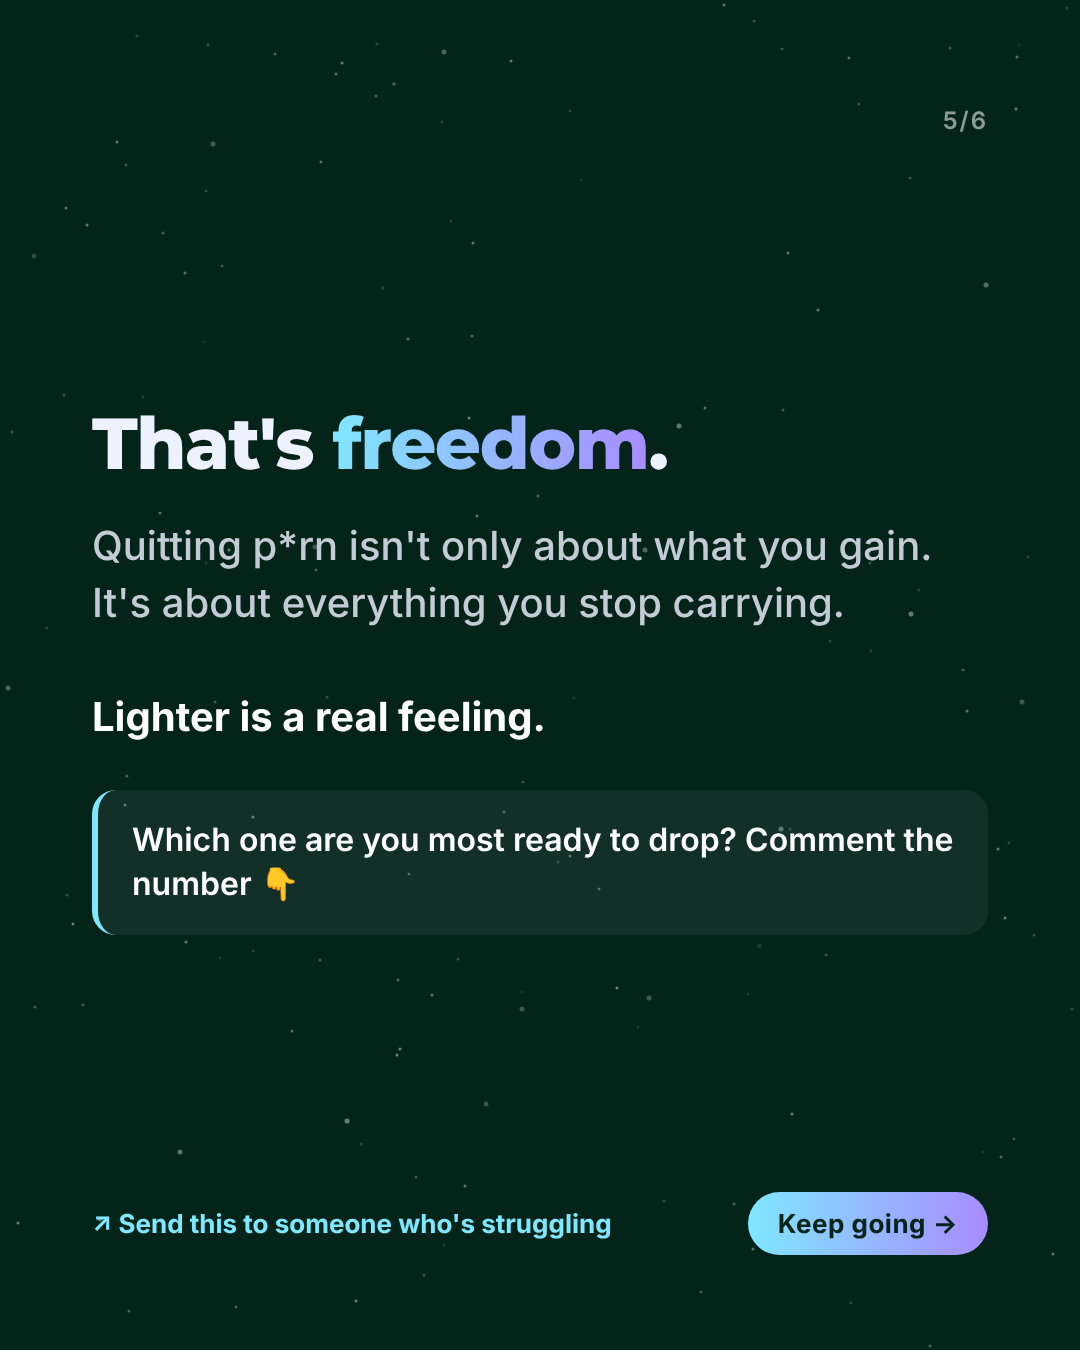 5/6
That's freedom.
Quitting p*rn isn't only about what you gain.
It's about everything you stop carrying.
Lighter is a real feeling.
Which one are you most ready to drop? Comment the
number 👇
↗ Send this to someone who's struggling
Keep going →